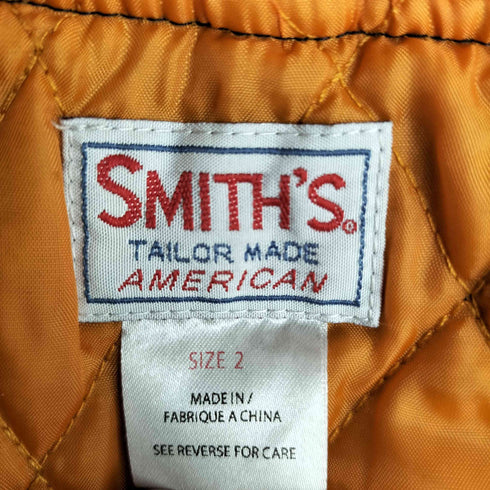 SMITH'S®
TAILOR MADE
AMERICAN
SIZE 2
MADE IN/
FABRIQUE A CHINA
SEE REVERSE FOR CARE